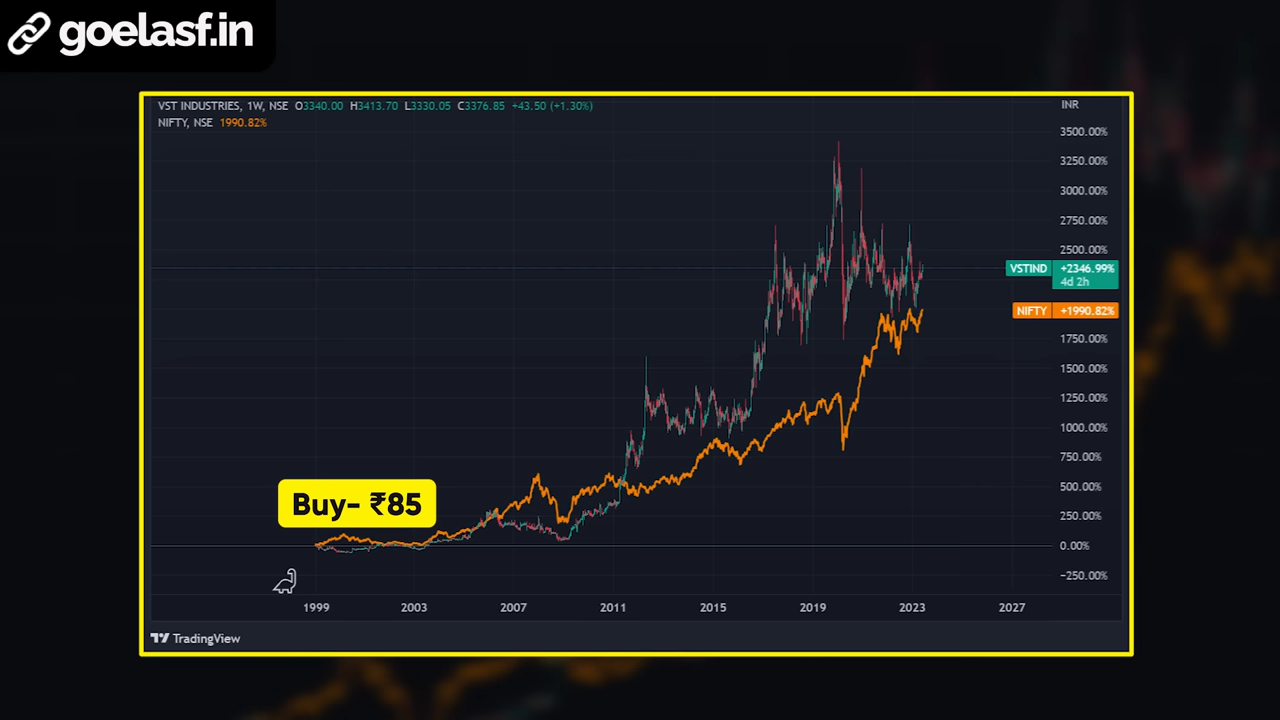 goelasf.in
VST INDUSTRIES, 1W, NSE O3340.00 H3413.70 L3330.05 C3376.85 +43.50 (+1.30%)
NIFTY, NSE 1990.82%
INR
3500.00%
3250.00%
3000.00%
2750.00%
2500.00%
VSTIND +2346.99%
4d 2h
NIFTY +1990.82%
1750.00%
1500.00%
1250.00%
1000.00%
750.00%
500.00%
250.00%
0.00%
−250.00%
Buy- ₹85
1999 2003 2007 2011 2015 2019 2023 2027
TradingView